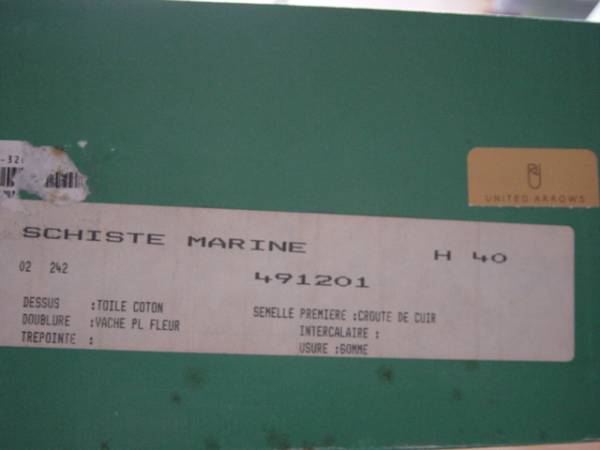 -32
UNITED ARROWS
SCHISTE MARINE H 40
02 242 491201
DESSUS :TOILE COTON
DOUBLURE :VACHE PL FLEUR
TREPOINTE :
SEMELLE PREMIERE :CROUTE DE CUIR
INTERCALAIRE :
USURE :GOMME